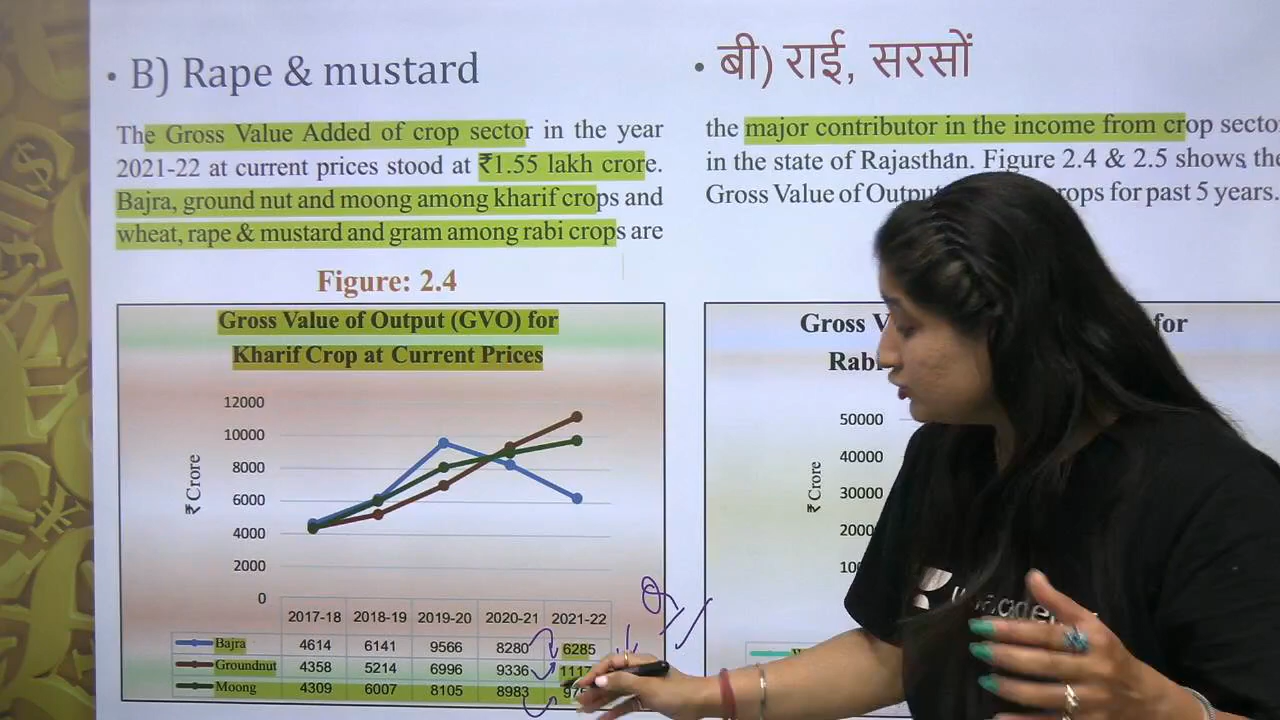 • B) Rape & mustard
• बी) राई, सरसों
The Gross Value Added of crop sector in the year
2021-22 at current prices stood at ₹1.55 lakh crore.
Bajra, ground nut and moong among kharif crops and
wheat, rape & mustard and gram among rabi crops are
the major contributor in the income from crop
in the state of Rajasthan. Figure 2.4 & 2.5 shows the
Gross Value of crops for past 5 years.
Figure: 2.4
Gross Value of Output (GVO) for
Kharif Crop at Current Prices
₹ Crore
12000
10000
8000
6000
4000
2000
0
2017-18 2018-19 2019-20 2020-21 2021-22
Bajra 4614 6141 9566 8280 6285
Groundnut 4358 5214 6996 9336
Moong 4309 6007 8105 8983
Gross for
₹ Crore
50000
40000
30000